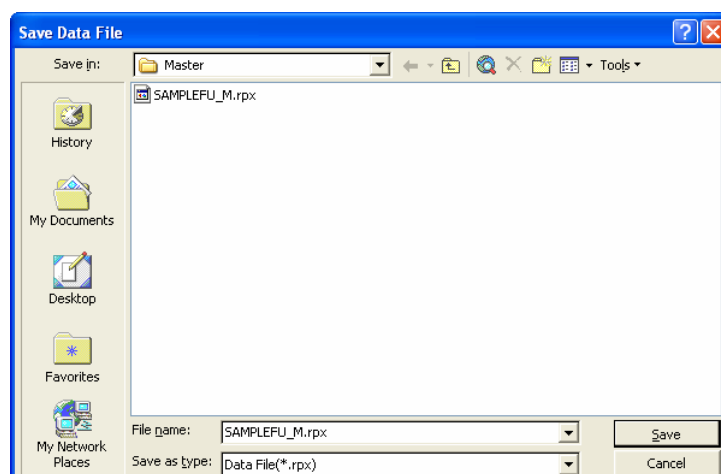 Save Data File
Save in: Master Tools
SAMPLEFU_M.rpx
History
My Documents
Desktop
Favorites
My Network
Places
File name: SAMPLEFU_M.rpx Save
Save as type: Data File(*.rpx) Cancel